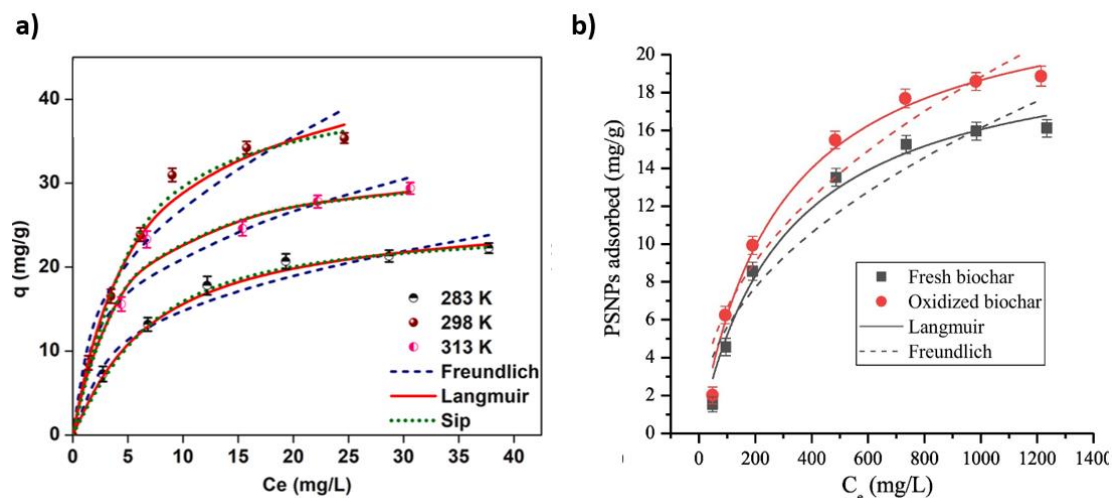 a)
q (mg/g)
40
30
20
10
0
0 5 10 15 20 25 30 35 40
Ce (mg/L)
283 K
298 K
313 K
Freundlich
Langmuir
Sip
b)
PSNPs adsorbed (mg/g)
20
18
16
14
12
10
8
6
4
2
0
0 200 400 600 800 1000 1200 1400
Cₑ (mg/L)
Fresh biochar
Oxidized biochar
Langmuir
Freundlich